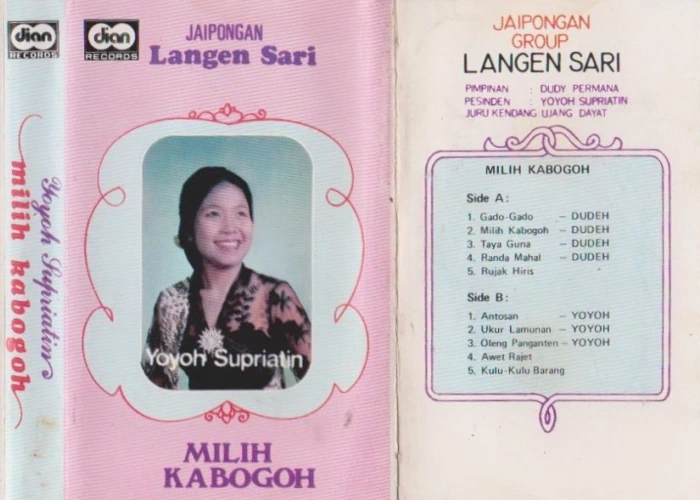 dian
RECORDS
Yoyoh Supriatin
milih kabogoh
dian
RECORDS
JAIPONGAN
Langen Sari
Yoyoh Supriatin
MILIH
KABOGOH
JAIPONGAN
GROUP
LANGEN SARI
PIMPINAN : DUDY PERMANA
PESINDEN : YOYOH SUPRIATIN
JURU KENDANG UJANG DAYAT
MILIH KABOGOH
Side A :
1. Gado-Gado – DUDEH
2. Milih Kabogoh – DUDEH
3. Taya Guna – DUDEH
4. Randa Mahal – DUDEH
5. Rujak Hiris
Side B :
1. Antosan – YOYOH
2. Ukur Lamunan – YOYOH
3. Oleng Panganten – YOYOH
4. Awet Rajet
5. Kulu-Kulu Barang